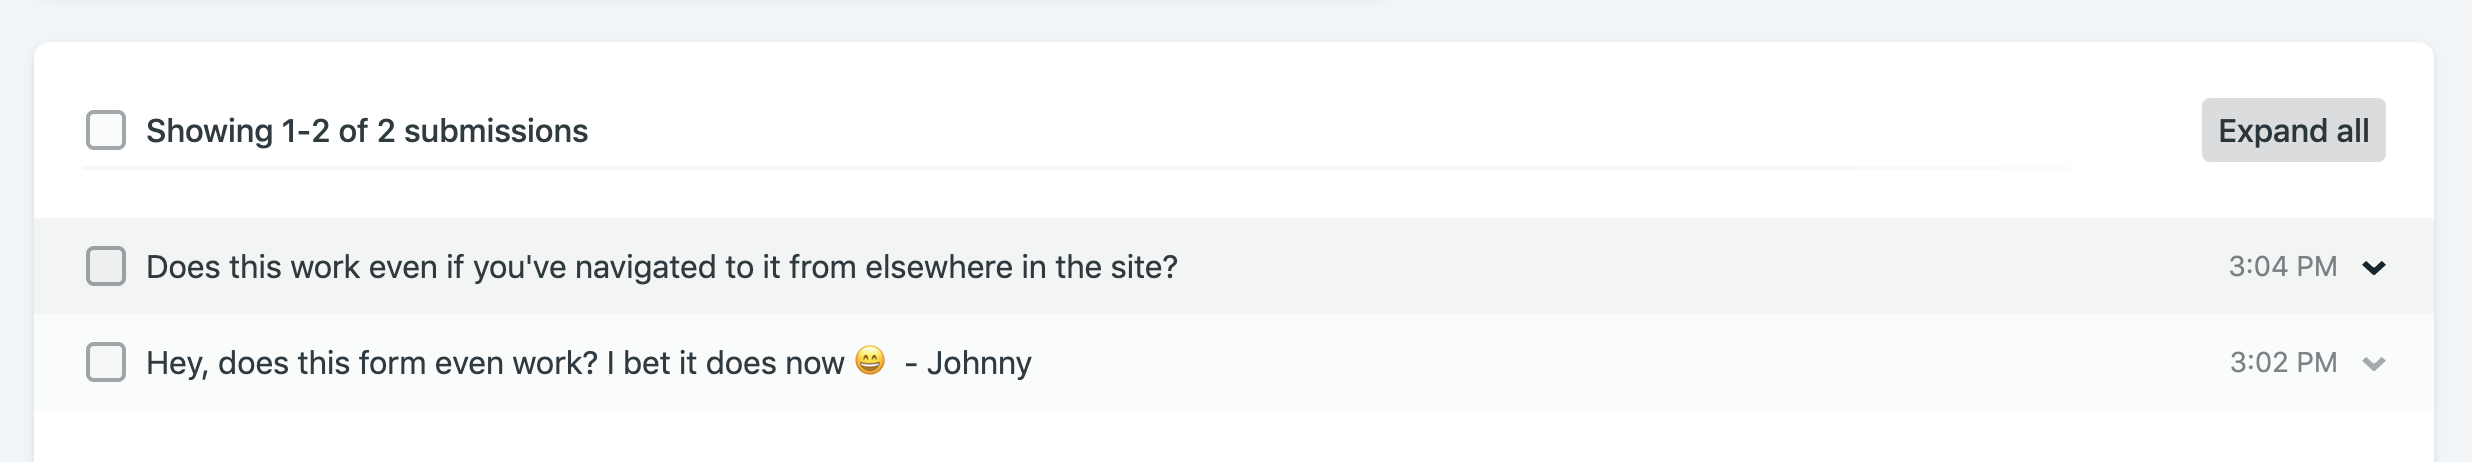 Showing 1-2 of 2 submissions
Expand all
Does this work even if you've navigated to it from elsewhere in the site?
3:04 PM
Hey, does this form even work? I bet it does now 😄 - Johnny
3:02 PM